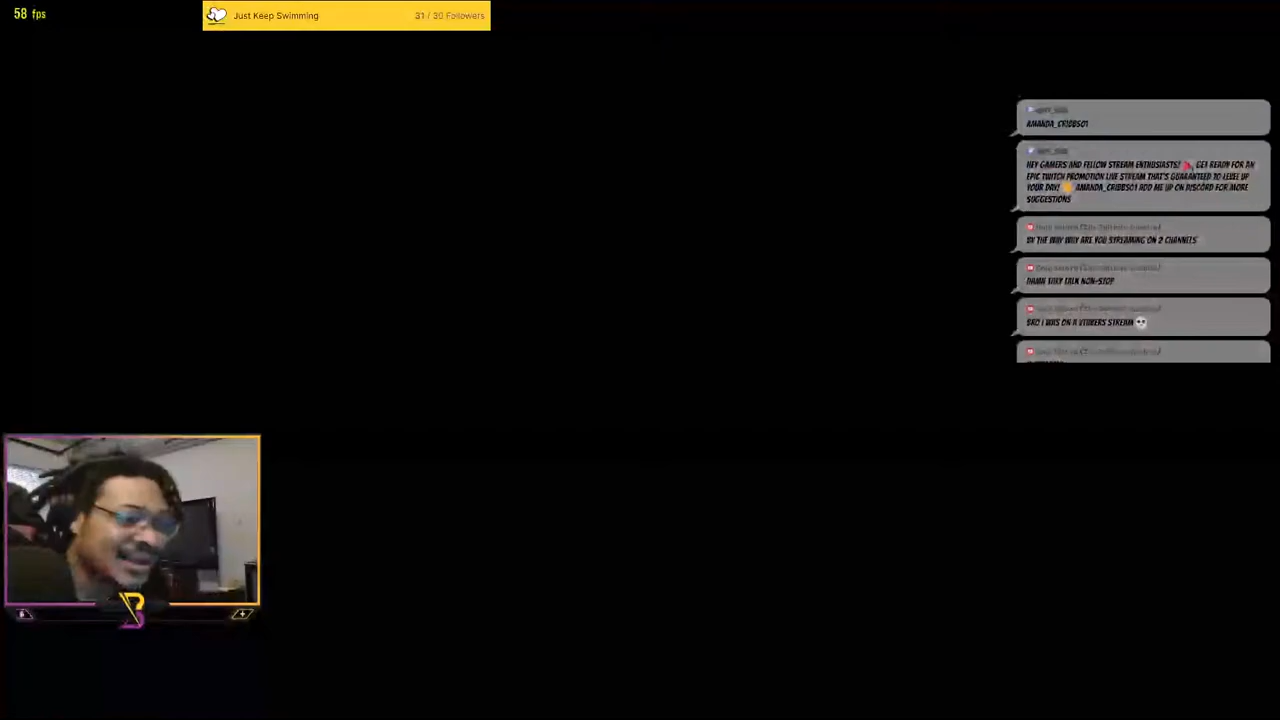 58 fps
Just Keep Swimming
31 / 30 Followers
AMANDA_CRIBBS01
HEY GAMERS AND FELLOW STREAM ENTHUSIASTS! GET READY FOR AN
EPIC TWITCH PROMOTION LIVE STREAM THAT'S GUARANTEED TO LEVEL UP
YOUR DAY! AMANDA_CRIBBS01 ADD ME UP ON DISCORD FOR MORE
SUGGESTIONS
BY THE WAY WHY ARE YOU SYREAMING ON 2 CHANNELS
DAMN THEY TALK NON-STOP
BRO I WAS ON A VTUBERS STREAM